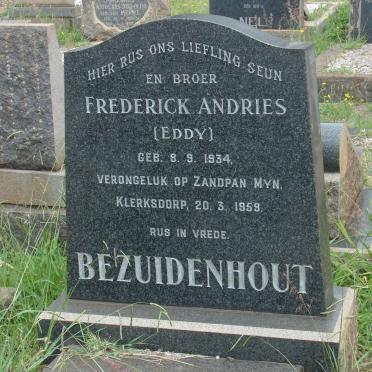 HIER RUS ONS LIEFLING SEUN
EN BROER
FREDERICK ANDRIES
(EDDY)
GEB. 8. 9. 1934,
VERONGELUK OP ZANDPAN MYN,
KLERKSDORP, 20. 3. 1959.
RUS IN VREDE.
BEZUIDENHOUT
NEL